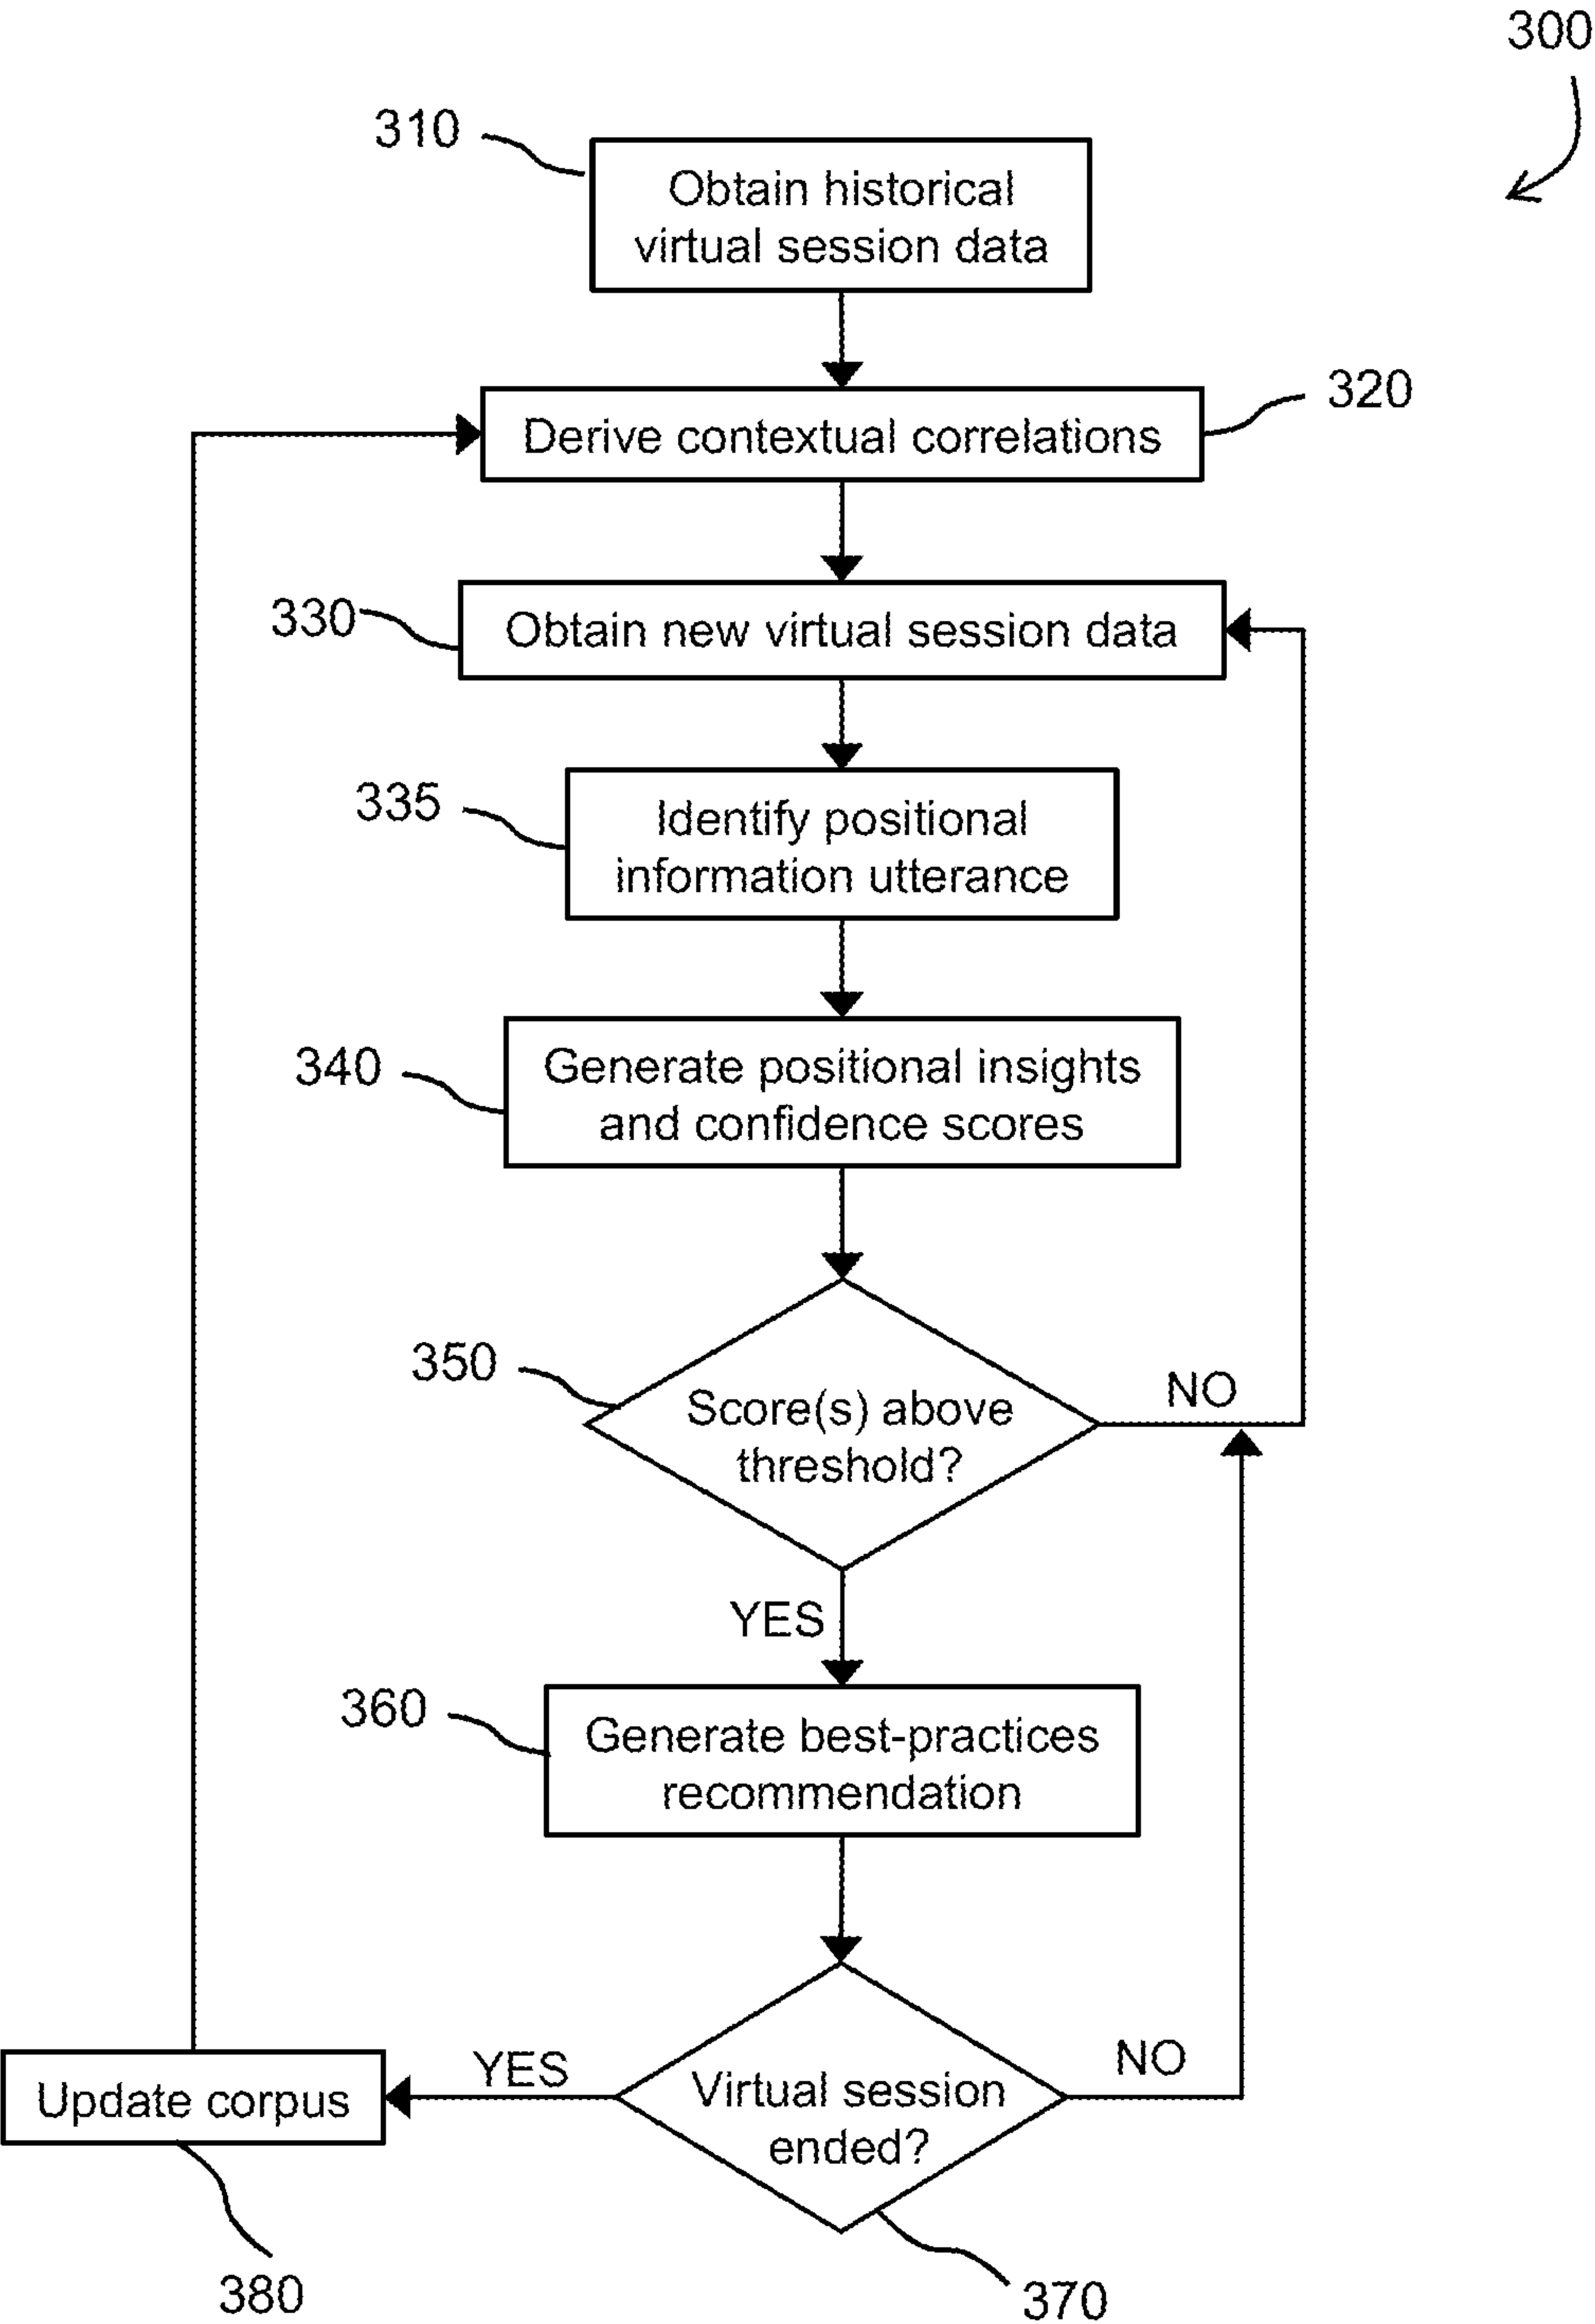 300
310
Obtain historical
virtual session data
320
Derive contextual correlations
330
Obtain new virtual session data
335
Identify positional
information utterance
340
Generate positional insights
and confidence scores
350
Score(s) above
threshold?
NO
YES
360
Generate best-practices
recommendation
YES
NO
Virtual session
ended?
Update corpus
380
370